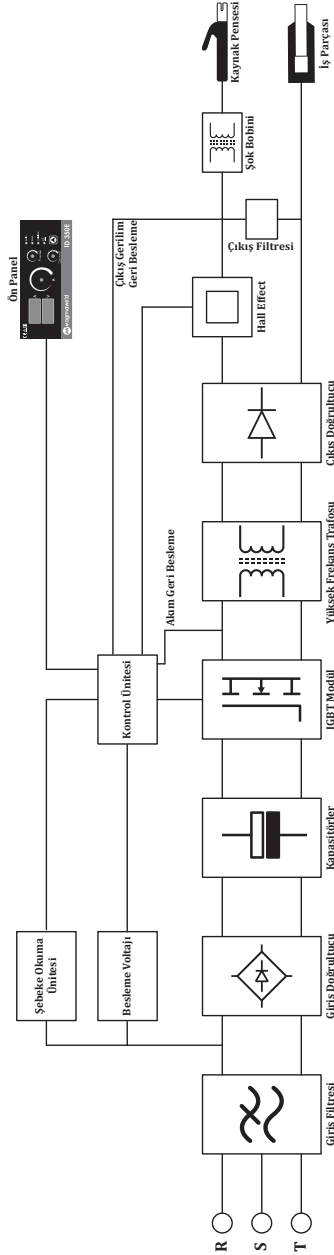 Ön Panel
magmaweld
ID 350E
Şebeke Okuma
Ünitesi
Besleme Voltajı
Kontrol Ünitesi
Akım Geri Besleme
Çıkış Gerilim
Geri Besleme
R
S
T
Giriş Filtresi
Giriş Doğrultucu
Kapasitörler
IGBT Modül
Yüksek Frekans Trafosu
Çıkış Doğrultucu
Hall Effect
Çıkış Filtresi
Şok Bobini
Kaynak Pensesi
İş Parçası